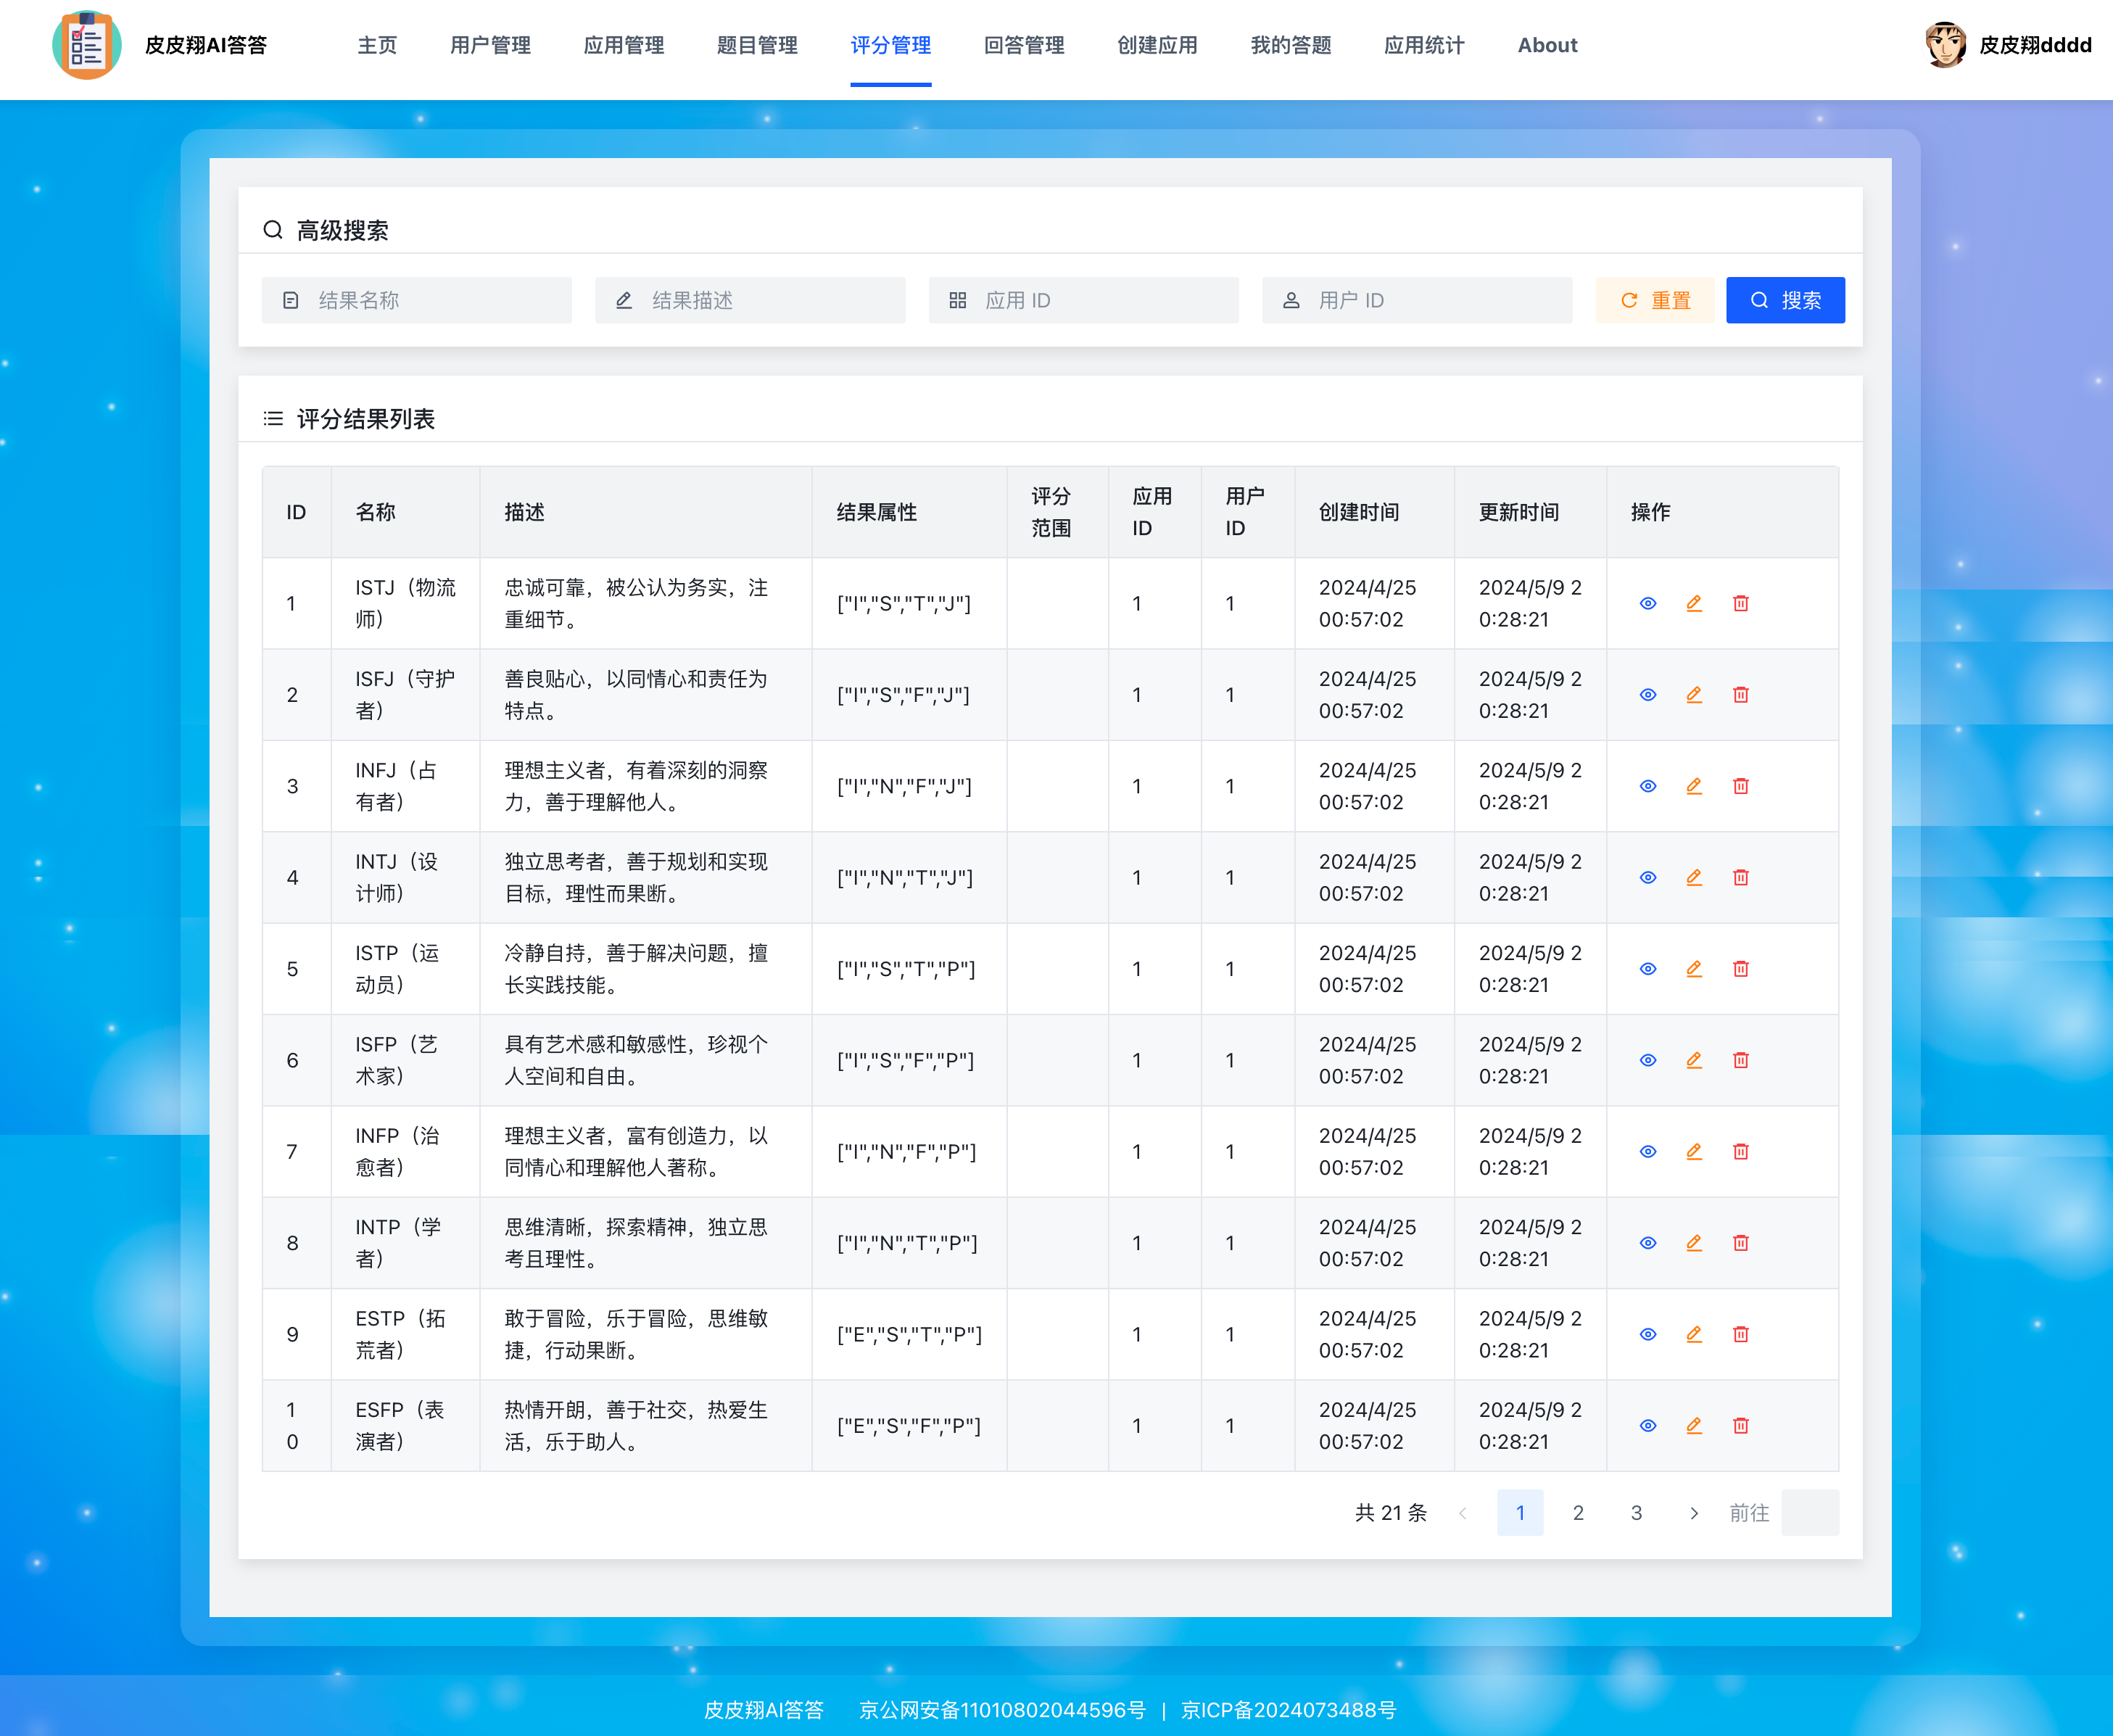 皮皮翔AI答答 主页 用户管理 应用管理 题目管理 评分管理 回答管理 创建应用 我的答题 应用统计 About 皮皮翔dddd
高级搜索
结果名称 结果描述 应用 ID 用户 ID 重置 搜索
评分结果列表
ID 名称 描述 结果属性 评分范围 应用ID 用户ID 创建时间 更新时间 操作
1 ISTJ（物流师） 忠诚可靠，被公认为务实，注重细节。 ["I","S","T","J"] 1 1 2024/4/25 00:57:02 2024/5/9 20:28:21
2 ISFJ（守护者） 善良贴心，以同情心和责任为特点。 ["I","S","F","J"] 1 1 2024/4/25 00:57:02 2024/5/9 20:28:21
3 INFJ（占有者） 理想主义者，有着深刻的洞察力，善于理解他人。 ["I","N","F","J"] 1 1 2024/4/25 00:57:02 2024/5/9 20:28:21
4 INTJ（设计师） 独立思考者，善于规划和实现目标，理性而果断。 ["I","N","T","J"] 1 1 2024/4/25 00:57:02 2024/5/9 20:28:21
5 ISTP（运动员） 冷静自持，善于解决问题，擅长实践技能。 ["I","S","T","P"] 1 1 2024/4/25 00:57:02 2024/5/9 20:28:21
6 ISFP（艺术家） 具有艺术感和敏感性，珍视个人空间和自由。 ["I","S","F","P"] 1 1 2024/4/25 00:57:02 2024/5/9 20:28:21
7 INFP（治愈者） 理想主义者，富有创造力，以同情心和理解他人著称。 ["I","N","F","P"] 1 1 2024/4/25 00:57:02 2024/5/9 20:28:21
8 INTP（学者） 思维清晰，探索精神，独立思考且理性。 ["I","N","T","P"] 1 1 2024/4/25 00:57:02 2024/5/9 20:28:21
9 ESTP（拓荒者） 敢于冒险，乐于冒险，思维敏捷，行动果断。 ["E","S","T","P"] 1 1 2024/4/25 00:57:02 2024/5/9 20:28:21
10 ESFP（表演者） 热情开朗，善于社交，热爱生活，乐于助人。 ["E","S","F","P"] 1 1 2024/4/25 00:57:02 2024/5/9 20:28:21
共 21 条 1 2 3 前往
皮皮翔AI答答 京公网安备11010802044596号 | 京ICP备2024073488号